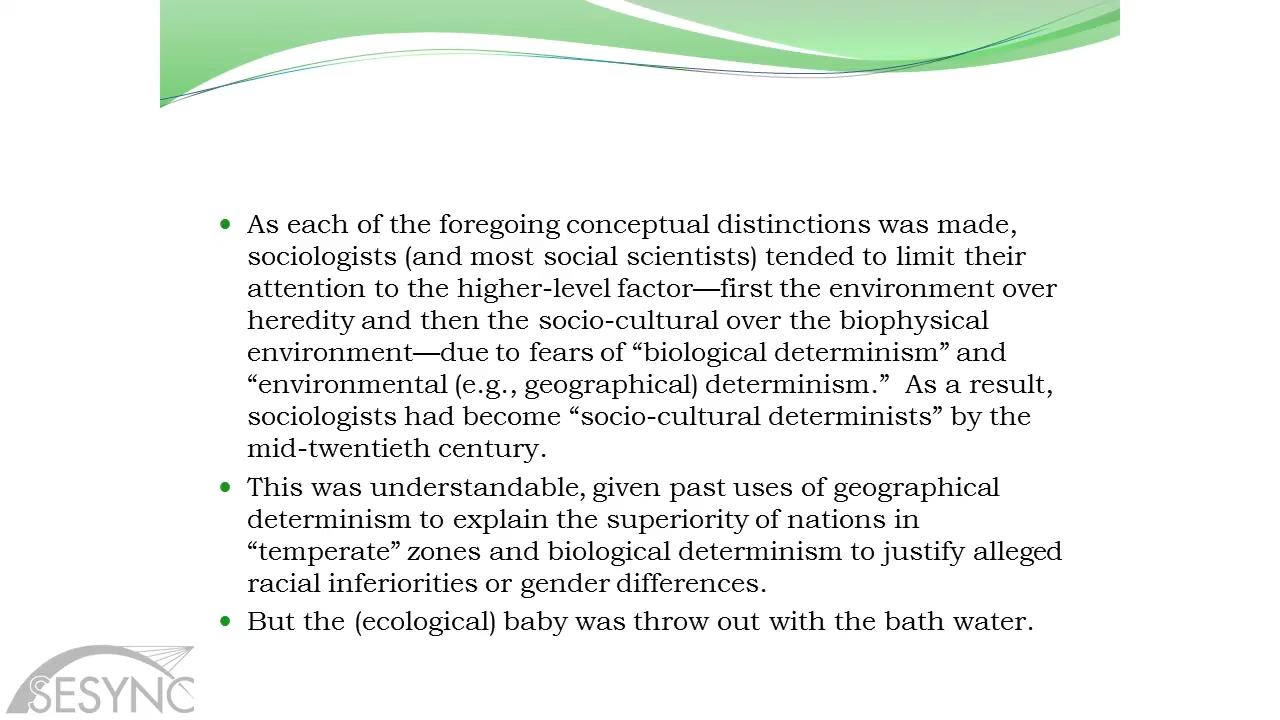 As each of the foregoing conceptual distinctions was made,
sociologists (and most social scientists) tended to limit their
attention to the higher-level factor—first the environment over
heredity and then the socio-cultural over the biophysical
environment—due to fears of “biological determinism” and
“environmental (e.g., geographical) determinism.”  As a result,
sociologists had become “socio-cultural determinists” by the
mid-twentieth century.
This was understandable, given past uses of geographical
determinism to explain the superiority of nations in
“temperate” zones and biological determinism to justify alleged
racial inferiorities or gender differences.
But the (ecological) baby was throw out with the bath water.
SESYNC